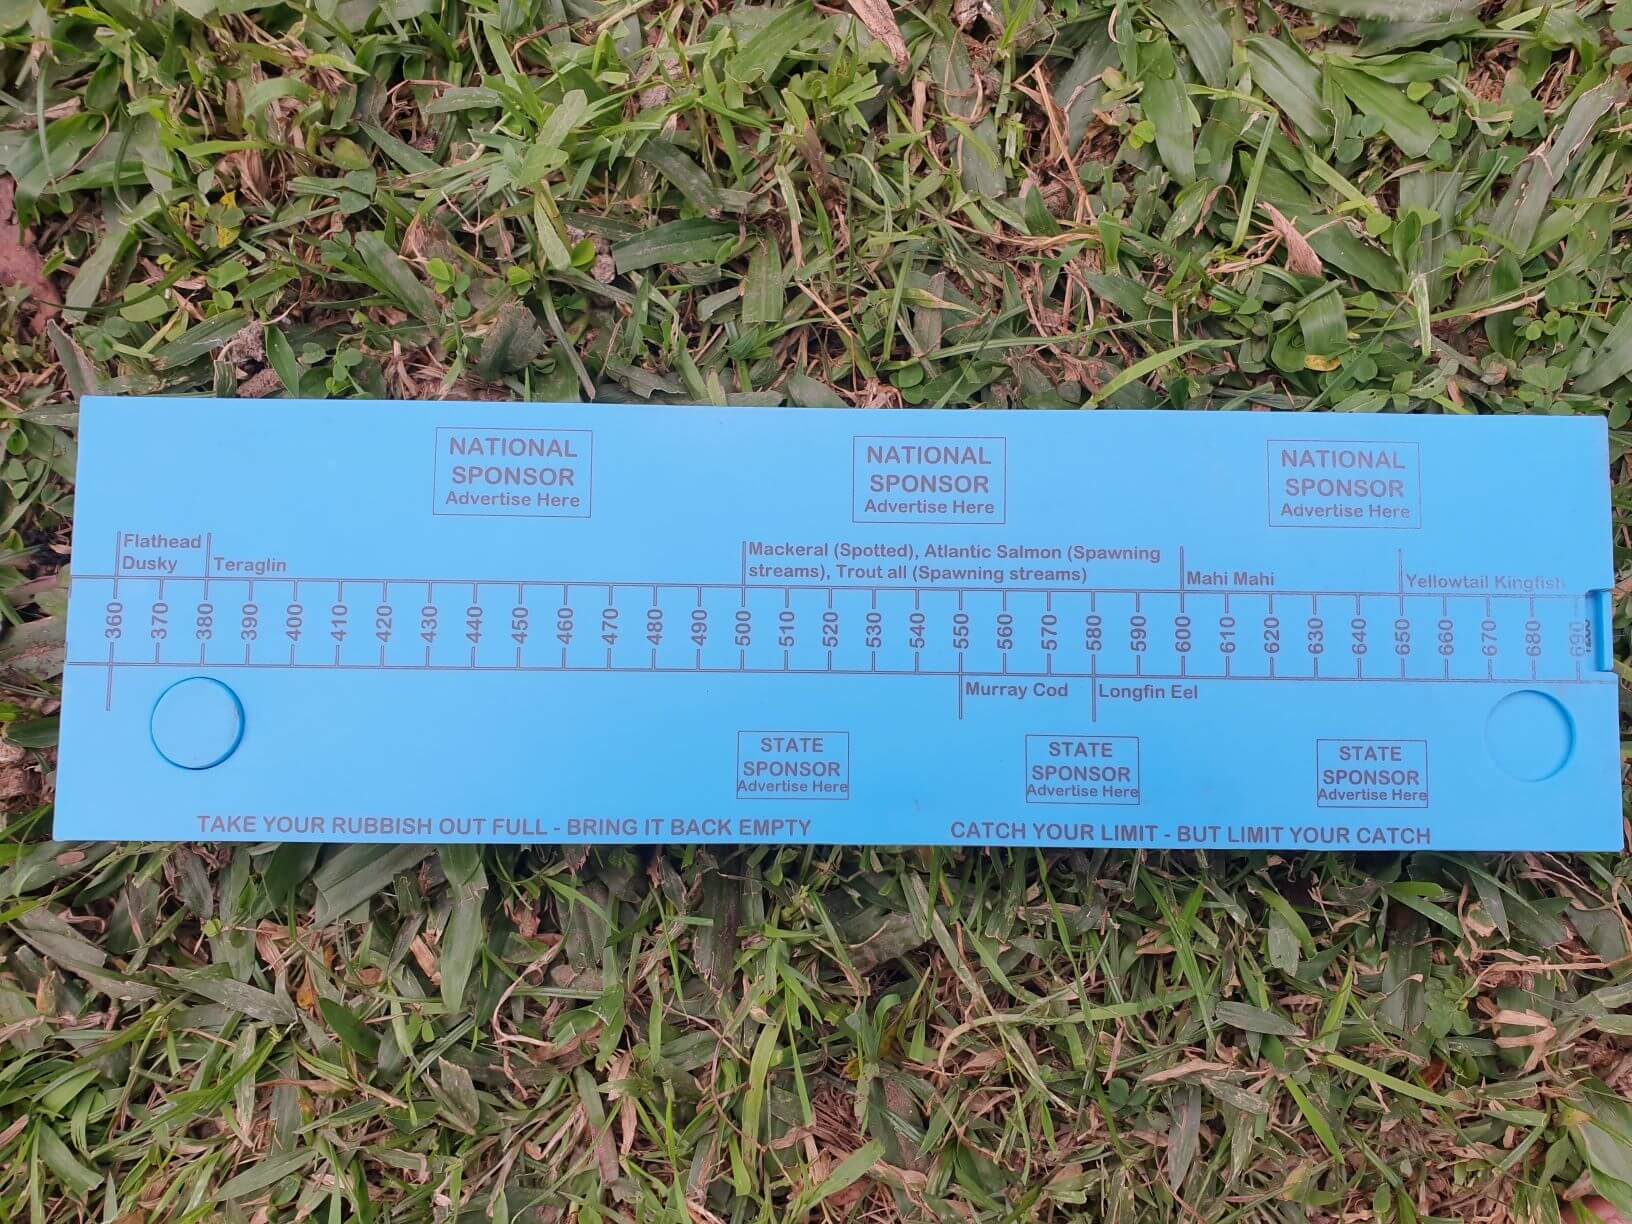 NATIONAL
SPONSOR
Advertise Here
NATIONAL
SPONSOR
Advertise Here
NATIONAL
SPONSOR
Advertise Here
Flathead
Dusky
Teraglin
Mackeral (Spotted), Atlantic Salmon (Spawning
streams), Trout all (Spawning streams)
Mahi Mahi
Yellowtail Kingfish
360 370 380 390 400 410 420 430 440 450 460 470 480 490 500 510 520 530 540 550 560 570 580 590 600 610 620 630 640 650 660 670 680 690
Murray Cod
Longfin Eel
STATE
SPONSOR
Advertise Here
STATE
SPONSOR
Advertise Here
STATE
SPONSOR
Advertise Here
TAKE YOUR RUBBISH OUT FULL - BRING IT BACK EMPTY
CATCH YOUR LIMIT - BUT LIMIT YOUR CATCH